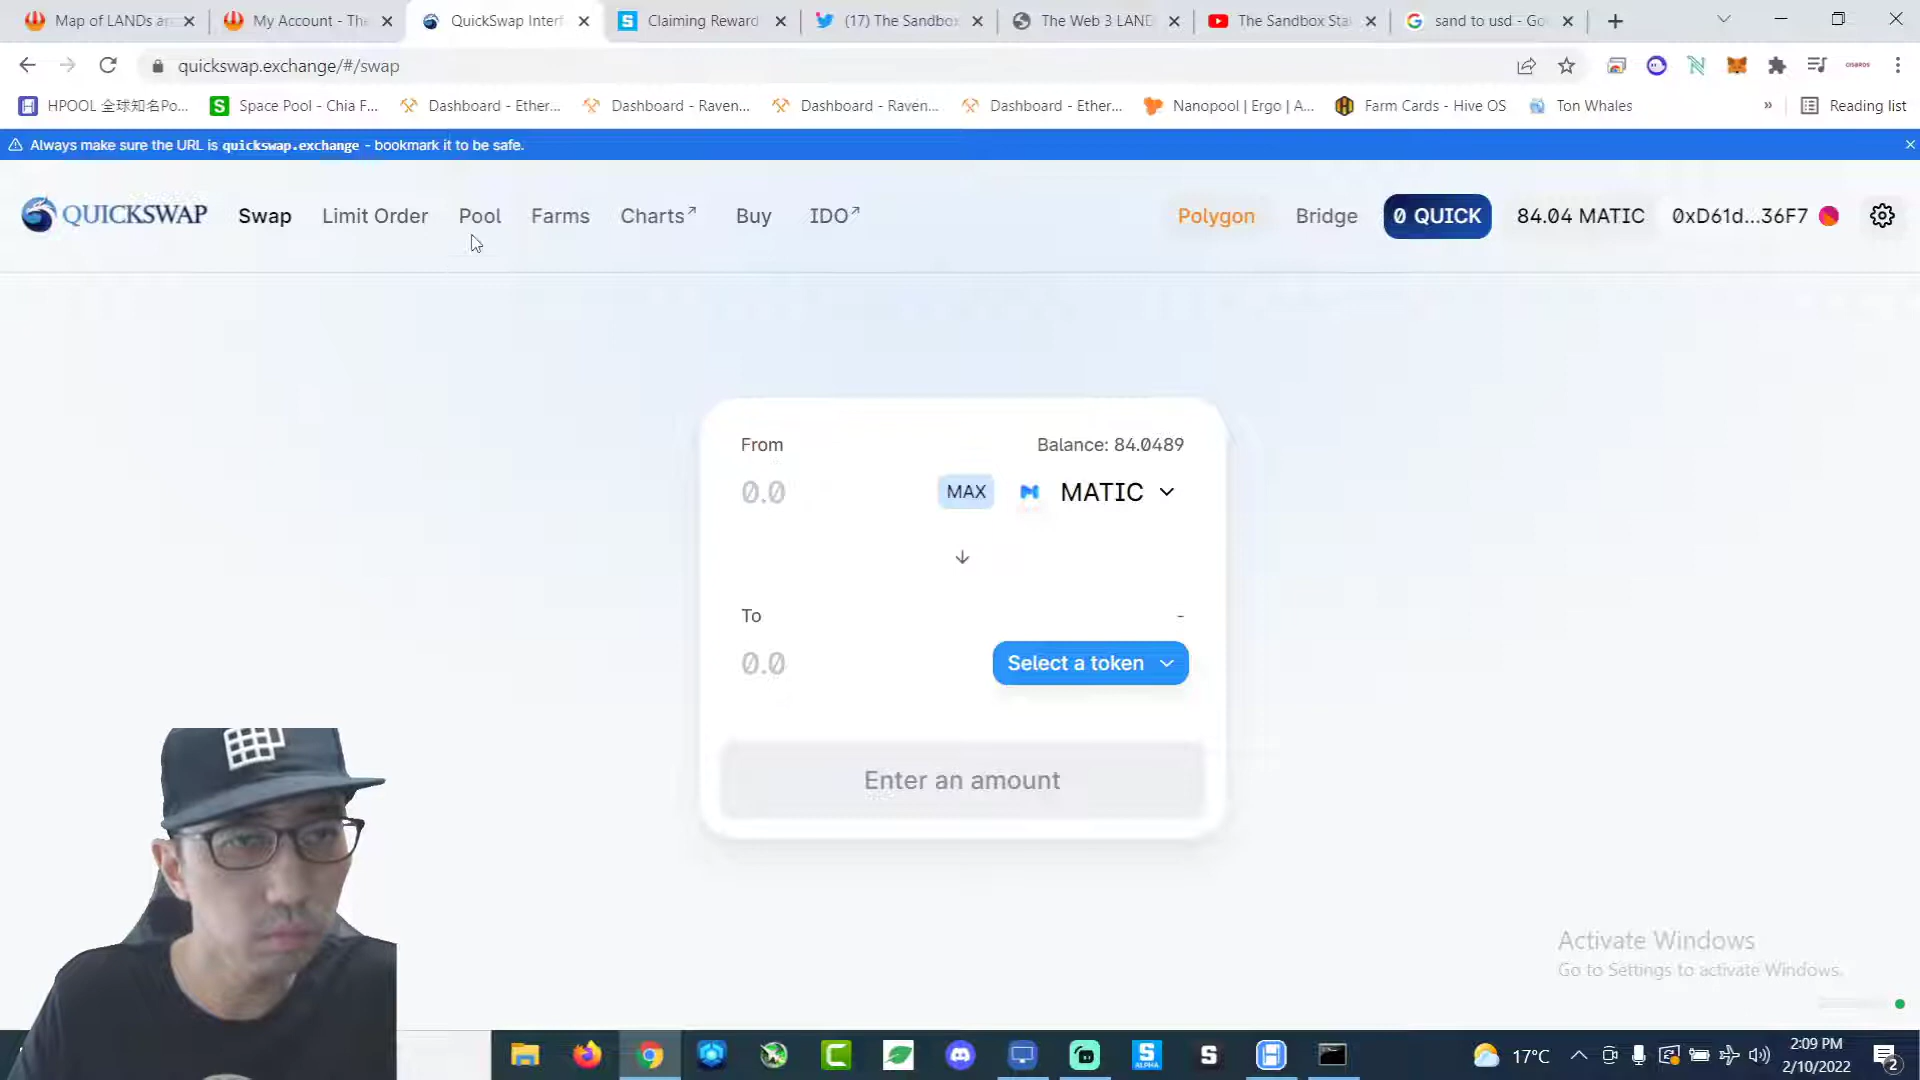 Map of LANDs an
My Account - The
QuickSwap Interf
Claiming Reward
(17) The Sandbox
The Web 3 LAND
The Sandbox Sta
sand to usd - Go
quickswap.exchange/#/swap
HPOOL 全球知名Po...
Space Pool - Chia F...
Dashboard - Ether...
Dashboard - Raven...
Dashboard - Raven...
Dashboard - Ether...
Nanopool | Ergo | A...
Farm Cards - Hive OS
Ton Whales
»
Reading list
Always make sure the URL is quickswap.exchange - bookmark it to be safe.
QUICKSWAP
Swap
Limit Order
Pool
Farms
Charts↗
Buy
IDO↗
Polygon
Bridge
0 QUICK
84.04 MATIC
0xD61d...36F7
From
Balance: 84.0489
0.0
MAX
MATIC
To
-
0.0
Select a token
Enter an amount
Activate Windows
Go to Settings to activate Windows.
ALPHA
17°C
2:09 PM
2/10/2022
2